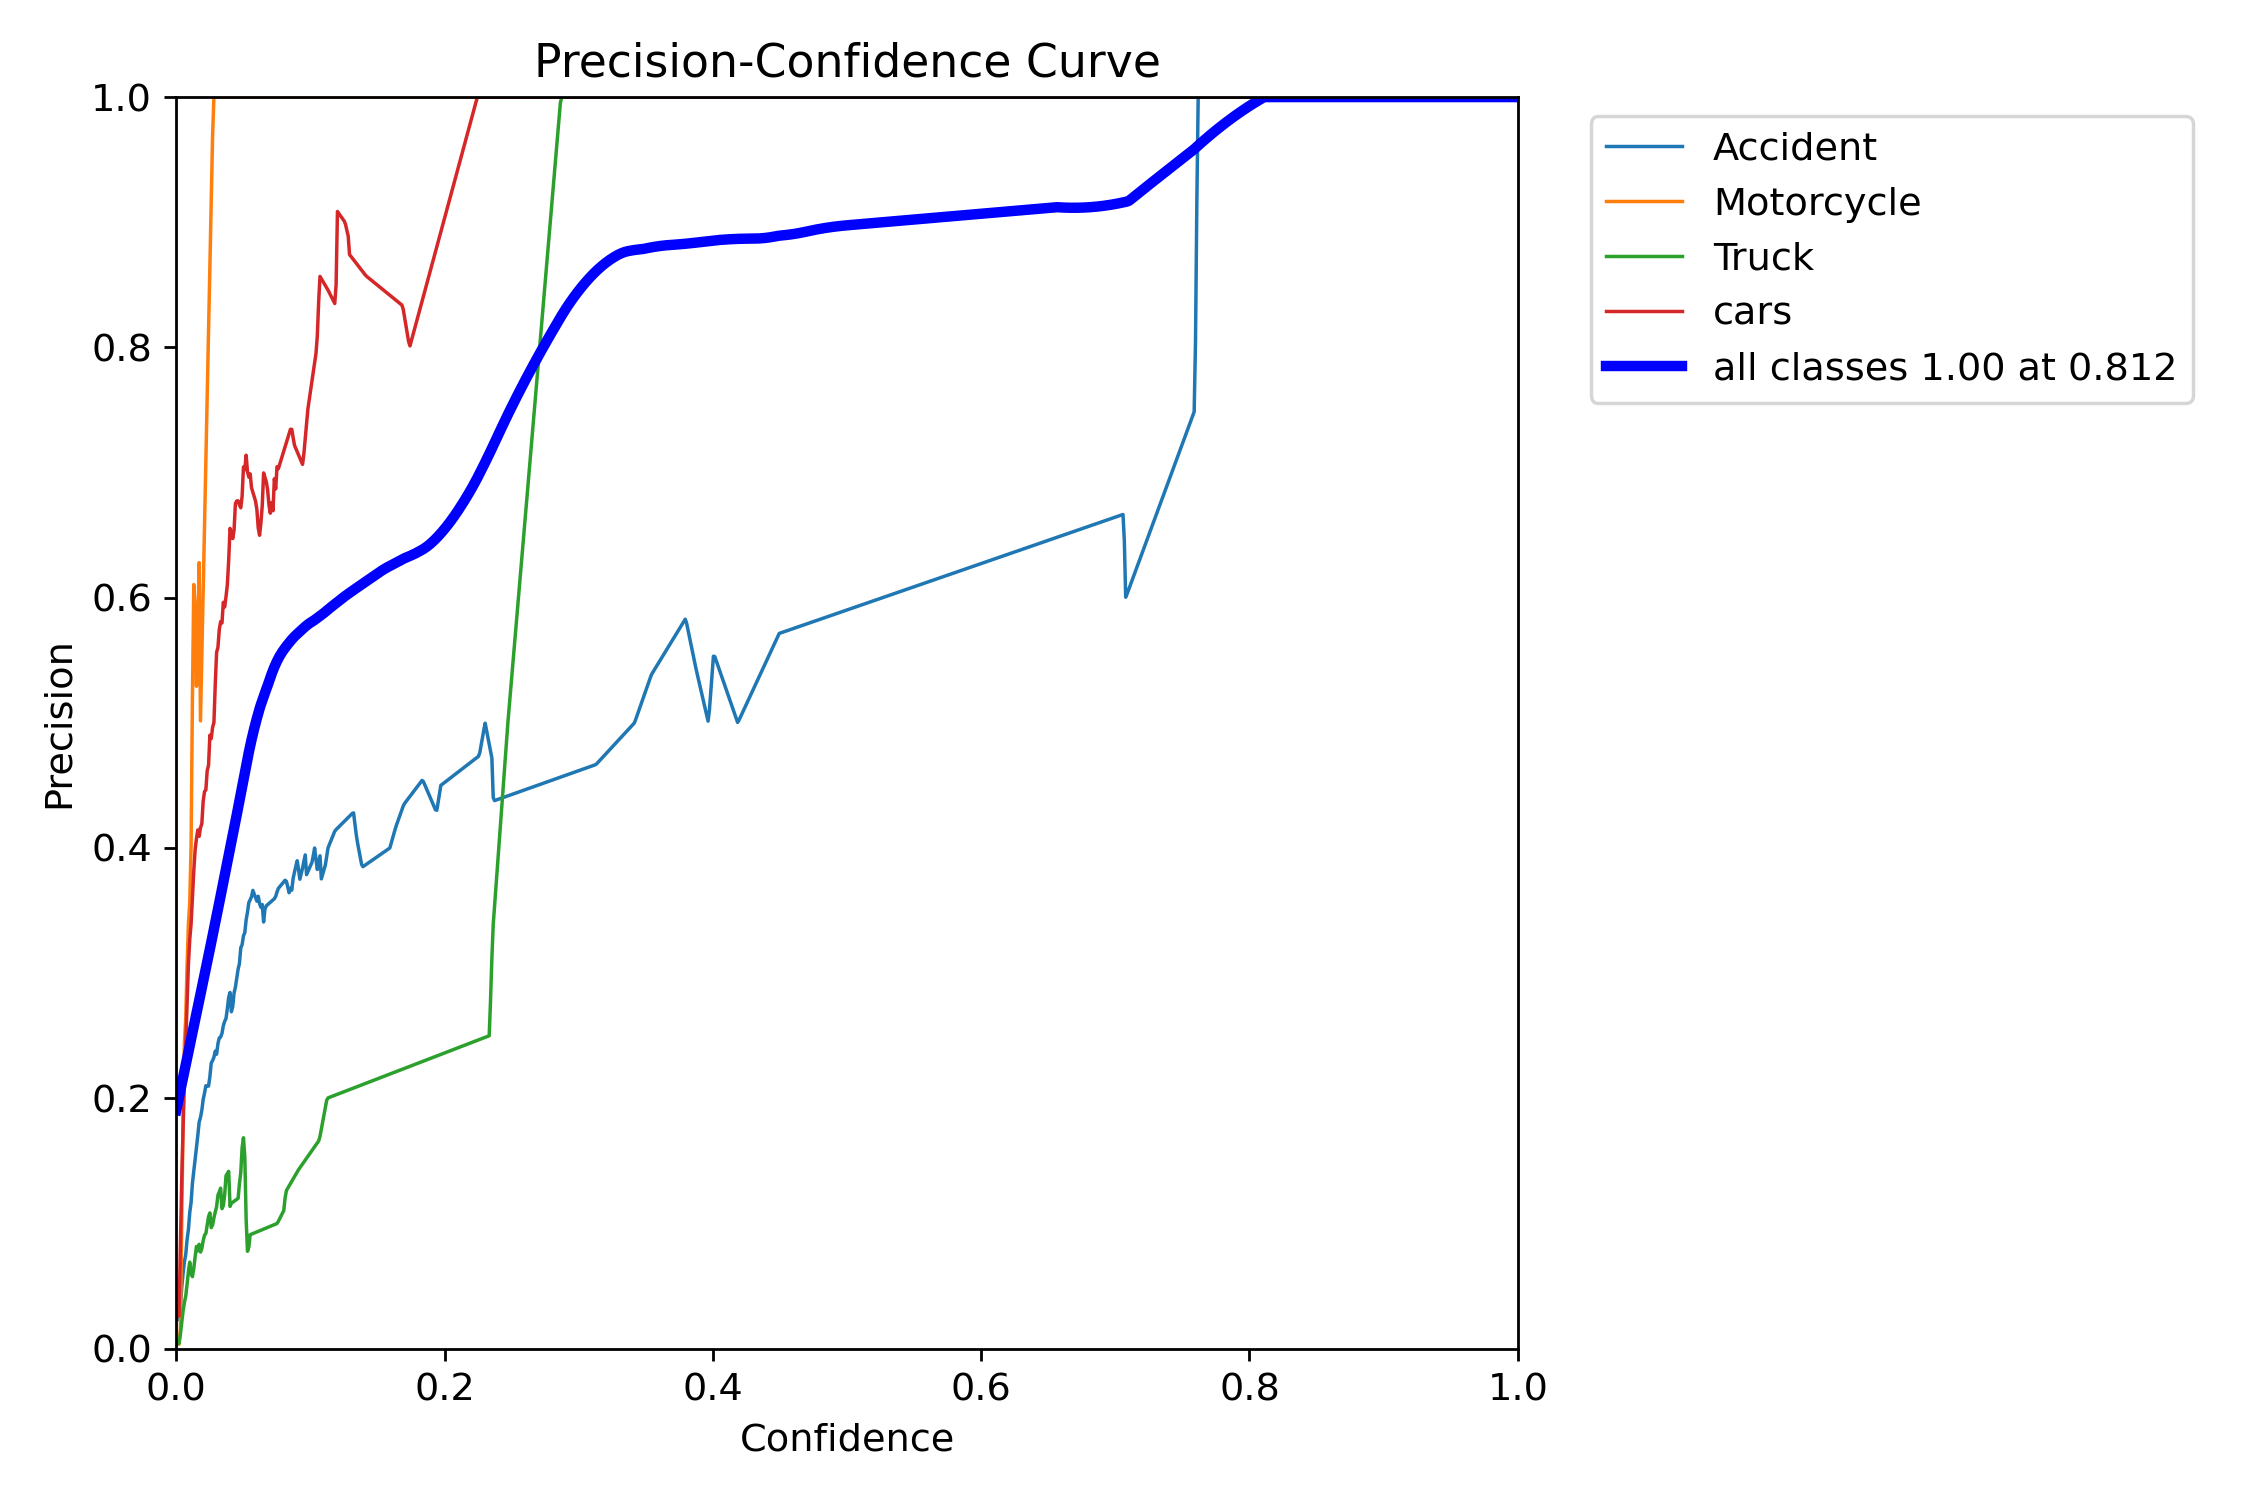 Precision-Confidence Curve
1.0
0.8
0.6
0.4
0.2
0.0
Precision
0.0 0.2 0.4 0.6 0.8 1.0
Confidence
Accident
Motorcycle
Truck
cars
all classes 1.00 at 0.812